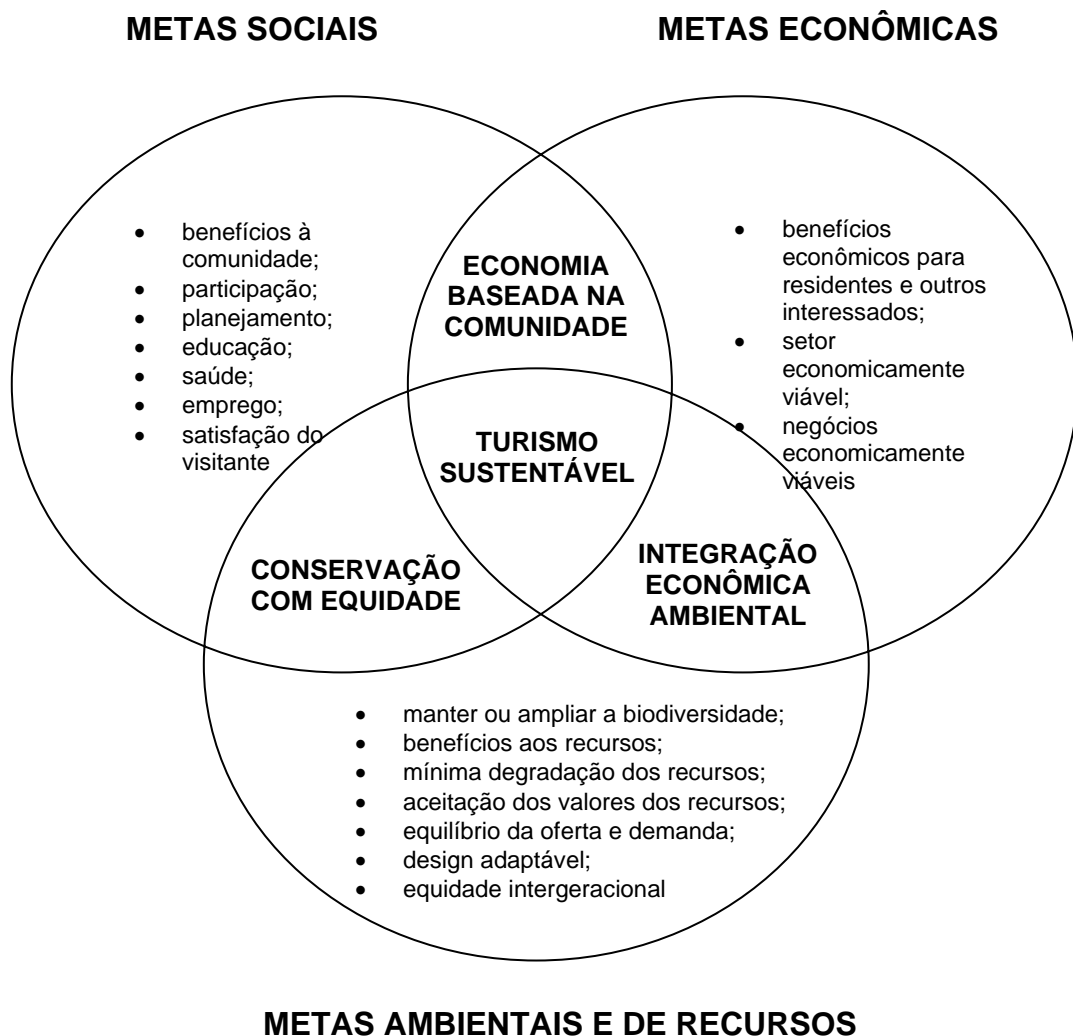 METAS SOCIAIS
METAS ECONÔMICAS
• benefícios à
comunidade;
• participação;
• planejamento;
• educação;
• saúde;
• emprego;
• satisfação do
visitante
ECONOMIA
BASEADA NA
COMUNIDADE
• benefícios
econômicos para
residentes e outros
interessados;
• setor
economicamente
viável;
• negócios
economicamente
viáveis
TURISMO
SUSTENTÁVEL
CONSERVAÇÃO
COM EQUIDADE
INTEGRAÇÃO
ECONÔMICA
AMBIENTAL
• manter ou ampliar a biodiversidade;
• benefícios aos recursos;
• mínima degradação dos recursos;
• aceitação dos valores dos recursos;
• equilíbrio da oferta e demanda;
• design adaptável;
• equidade intergeracional
METAS AMBIENTAIS E DE RECURSOS